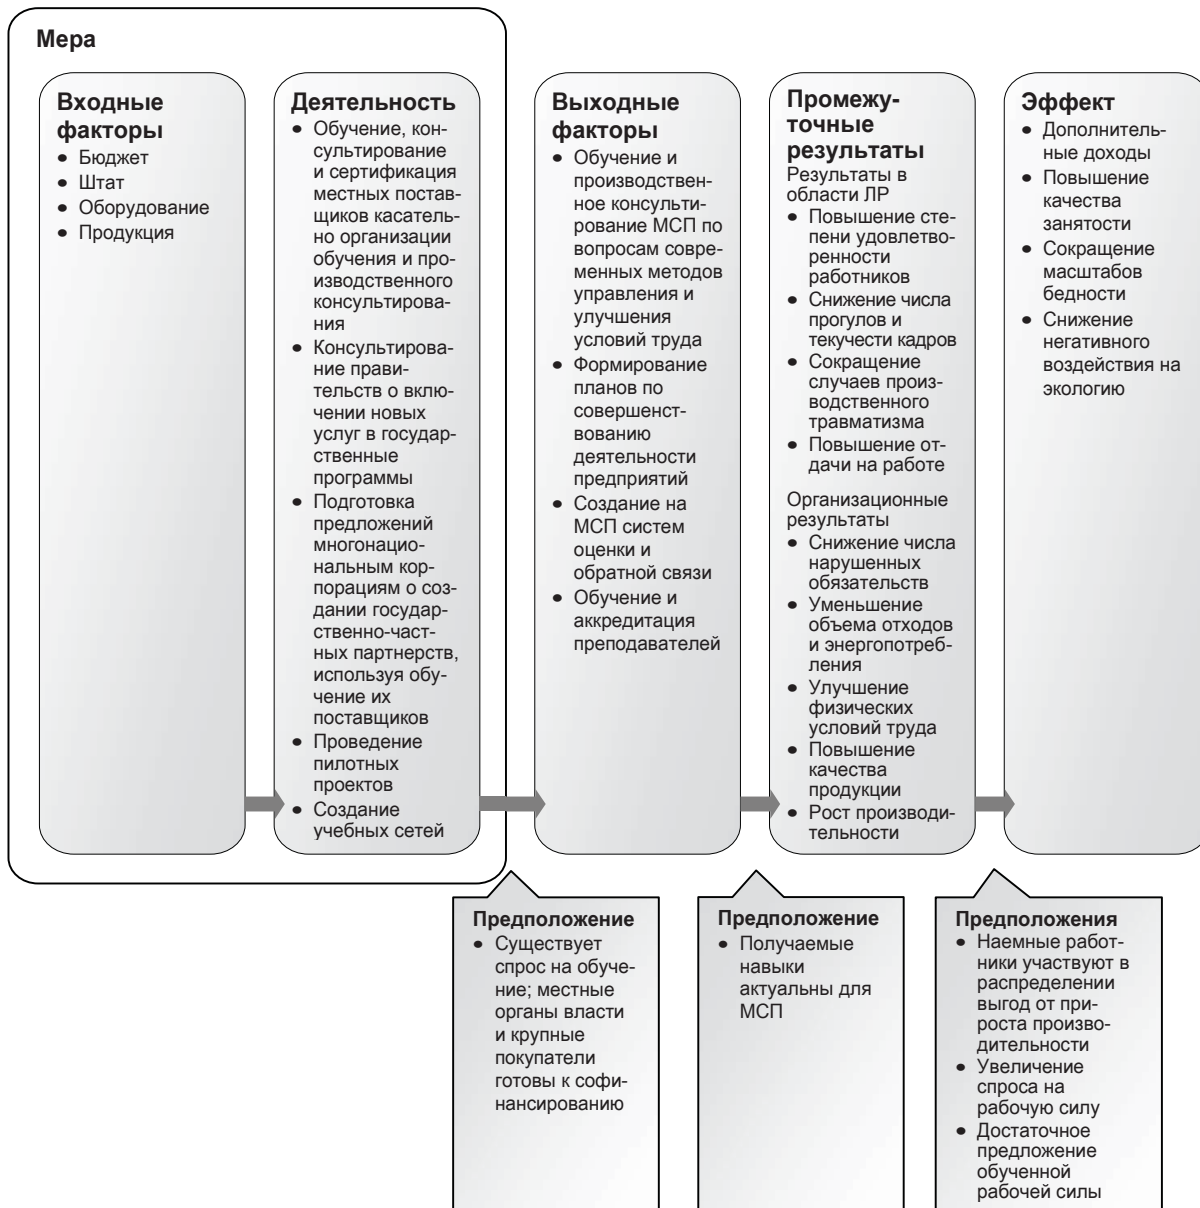 Мера
Входные
факторы
• Бюджет
• Штат
• Оборудование
• Продукция
Деятельность
• Обучение, кон-
сультирование
и сертификация
местных постав-
щиков касатель-
но организации
обучения и про-
изводственного
консультирова-
ния
• Консультирова-
ние прави-
тельств о вклю-
чении новых
услуг в государ-
ственные
программы
• Подготовка
предложений
многонацио-
нальным кор-
порациям о соз-
дании государ-
ственно-част-
ных партнерств,
используя обу-
чение их
поставщиков
• Проведение
пилотных
проектов
• Создание
учебных сетей
Выходные
факторы
• Обучение и
производствен-
ное консульти-
рование МСП по
вопросам совре-
менных методов
управления и
улучшения
условий труда
• Формирование
планов по
совершенст-
вованию
деятельности
предприятий
• Создание на
МСП систем
оценки и
обратной связи
• Обучение и
аккредитация
преподавателей
Промежу-
точные
результаты
Результаты в
области ЛР
• Повышение сте-
пени удовлетво-
ренности
работников
• Снижение числа
прогулов и
текучести кадров
• Сокращение
случаев произ-
водственного
травматизма
• Повышение от-
дачи на работе
Организационные
результаты
• Снижение числа
нарушенных
обязательств
• Уменьшение
объема отходов
и энергопотреб-
ления
• Улучшение
физических
условий труда
• Повышение
качества
продукции
• Рост производи-
тельности
Эффект
• Дополнитель-
ные доходы
• Повышение
качества
занятости
• Сокращение
масштабов
бедности
• Снижение
негативного
воздействия на
экологию
Предположение
• Существует
спрос на обуче-
ние; местные
органы власти
и крупные
покупатели
готовы к софи-
нансированию
Предположение
• Получаемые
навыки
актуальны для
МСП
Предположения
• Наемные работ-
ники участвуют в
распределении
выгод от при-
роста произво-
дительности
• Увеличение
спроса на
рабочую силу
• Достаточное
предложение
обученной
рабочей силы